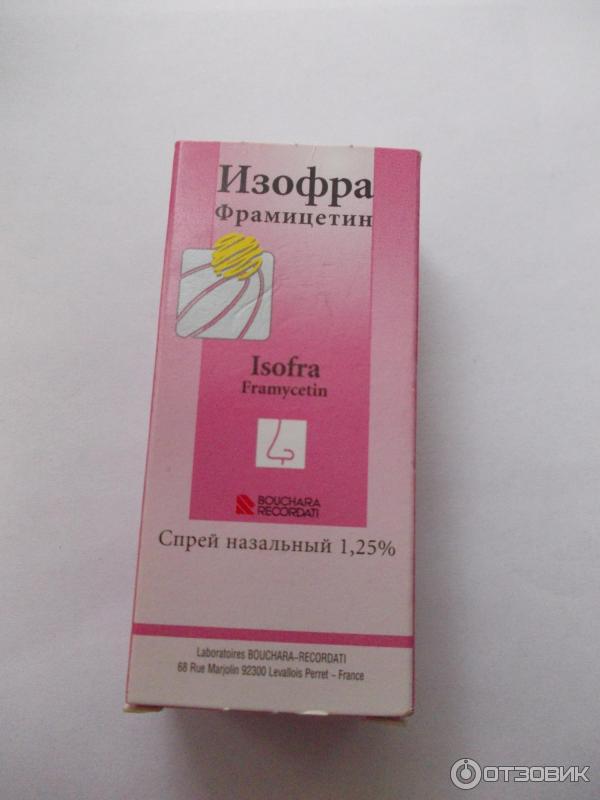 Изофра
Фрамицетин
Isofra
Framycetin
BOUCHARA
RECORDATI
Спрей назальный 1,25%
Laboratoires BOUCHARA-RECORDATI
68 Rue Marjolin 92300 Levallois Perret - France
ОТЗОВИК